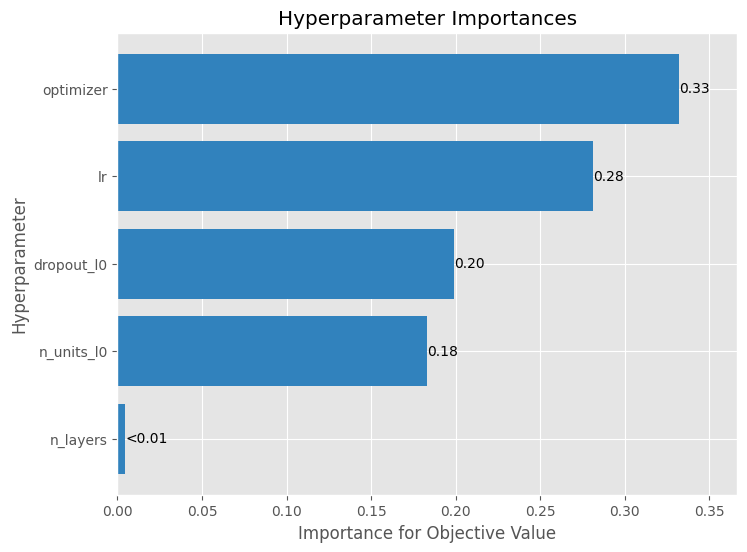 Hyperparameter Importances
Hyperparameter
optimizer
0.33
lr
0.28
dropout_l0
0.20
n_units_l0
0.18
n_layers
<0.01
0.00 0.05 0.10 0.15 0.20 0.25 0.30 0.35
Importance for Objective Value